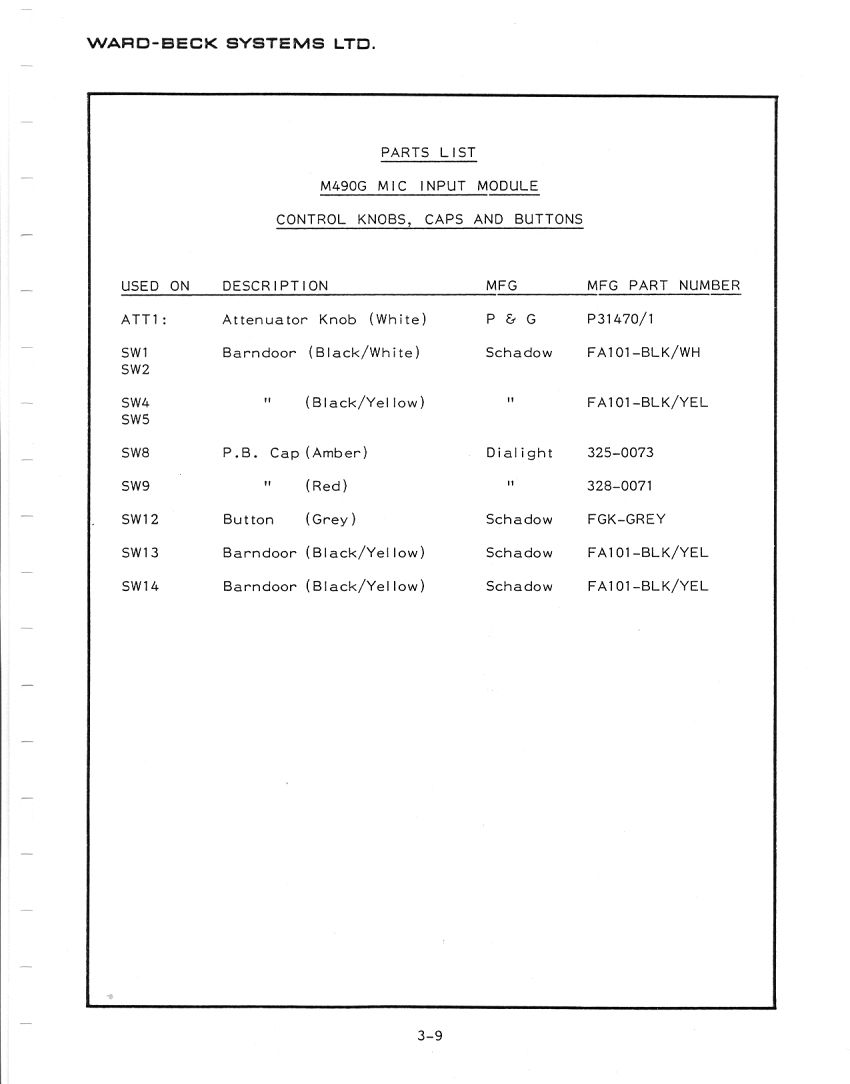 WARD-BECK SYSTEMS LTD.
PARTS LIST
M490G MIC INPUT MODULE
CONTROL KNOBS, CAPS AND BUTTONS
USED ON DESCRIPTION MFG MFG PART NUMBER
ATT1: Attenuator Knob (White) P & G P31470/1
SW1 Barndoor (Black/White) Schadow FA101-BLK/WH
SW2
SW4 " (Black/Yellow) " FA101-BLK/YEL
SW5
SW8 P.B. Cap (Amber) Dialight 325-0073
SW9 " (Red) " 328-0071
SW12 Button (Grey) Schadow FGK-GREY
SW13 Barndoor (Black/Yellow) Schadow FA101-BLK/YEL
SW14 Barndoor (Black/Yellow) Schadow FA101-BLK/YEL
3-9